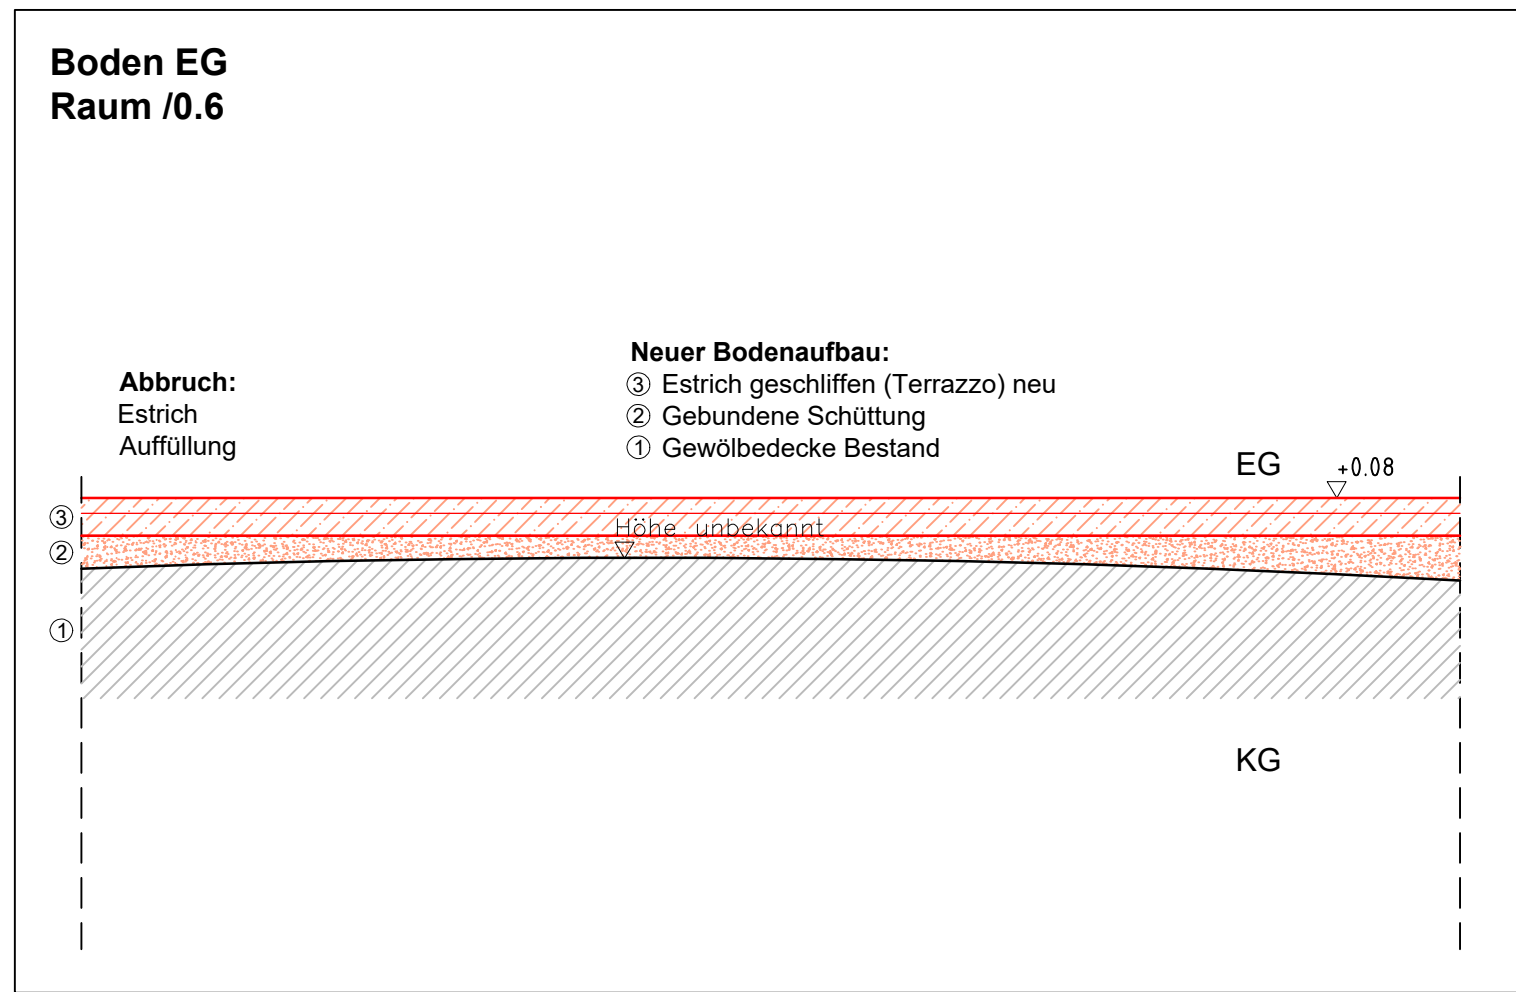 Boden EG
Raum /0.6
Abbruch:
Estrich
Auffüllung
Neuer Bodenaufbau:
③ Estrich geschliffen (Terrazzo) neu
② Gebundene Schüttung
① Gewölbedecke Bestand
EG
+0.08
③
Höhe unbekannt
②
①
KG